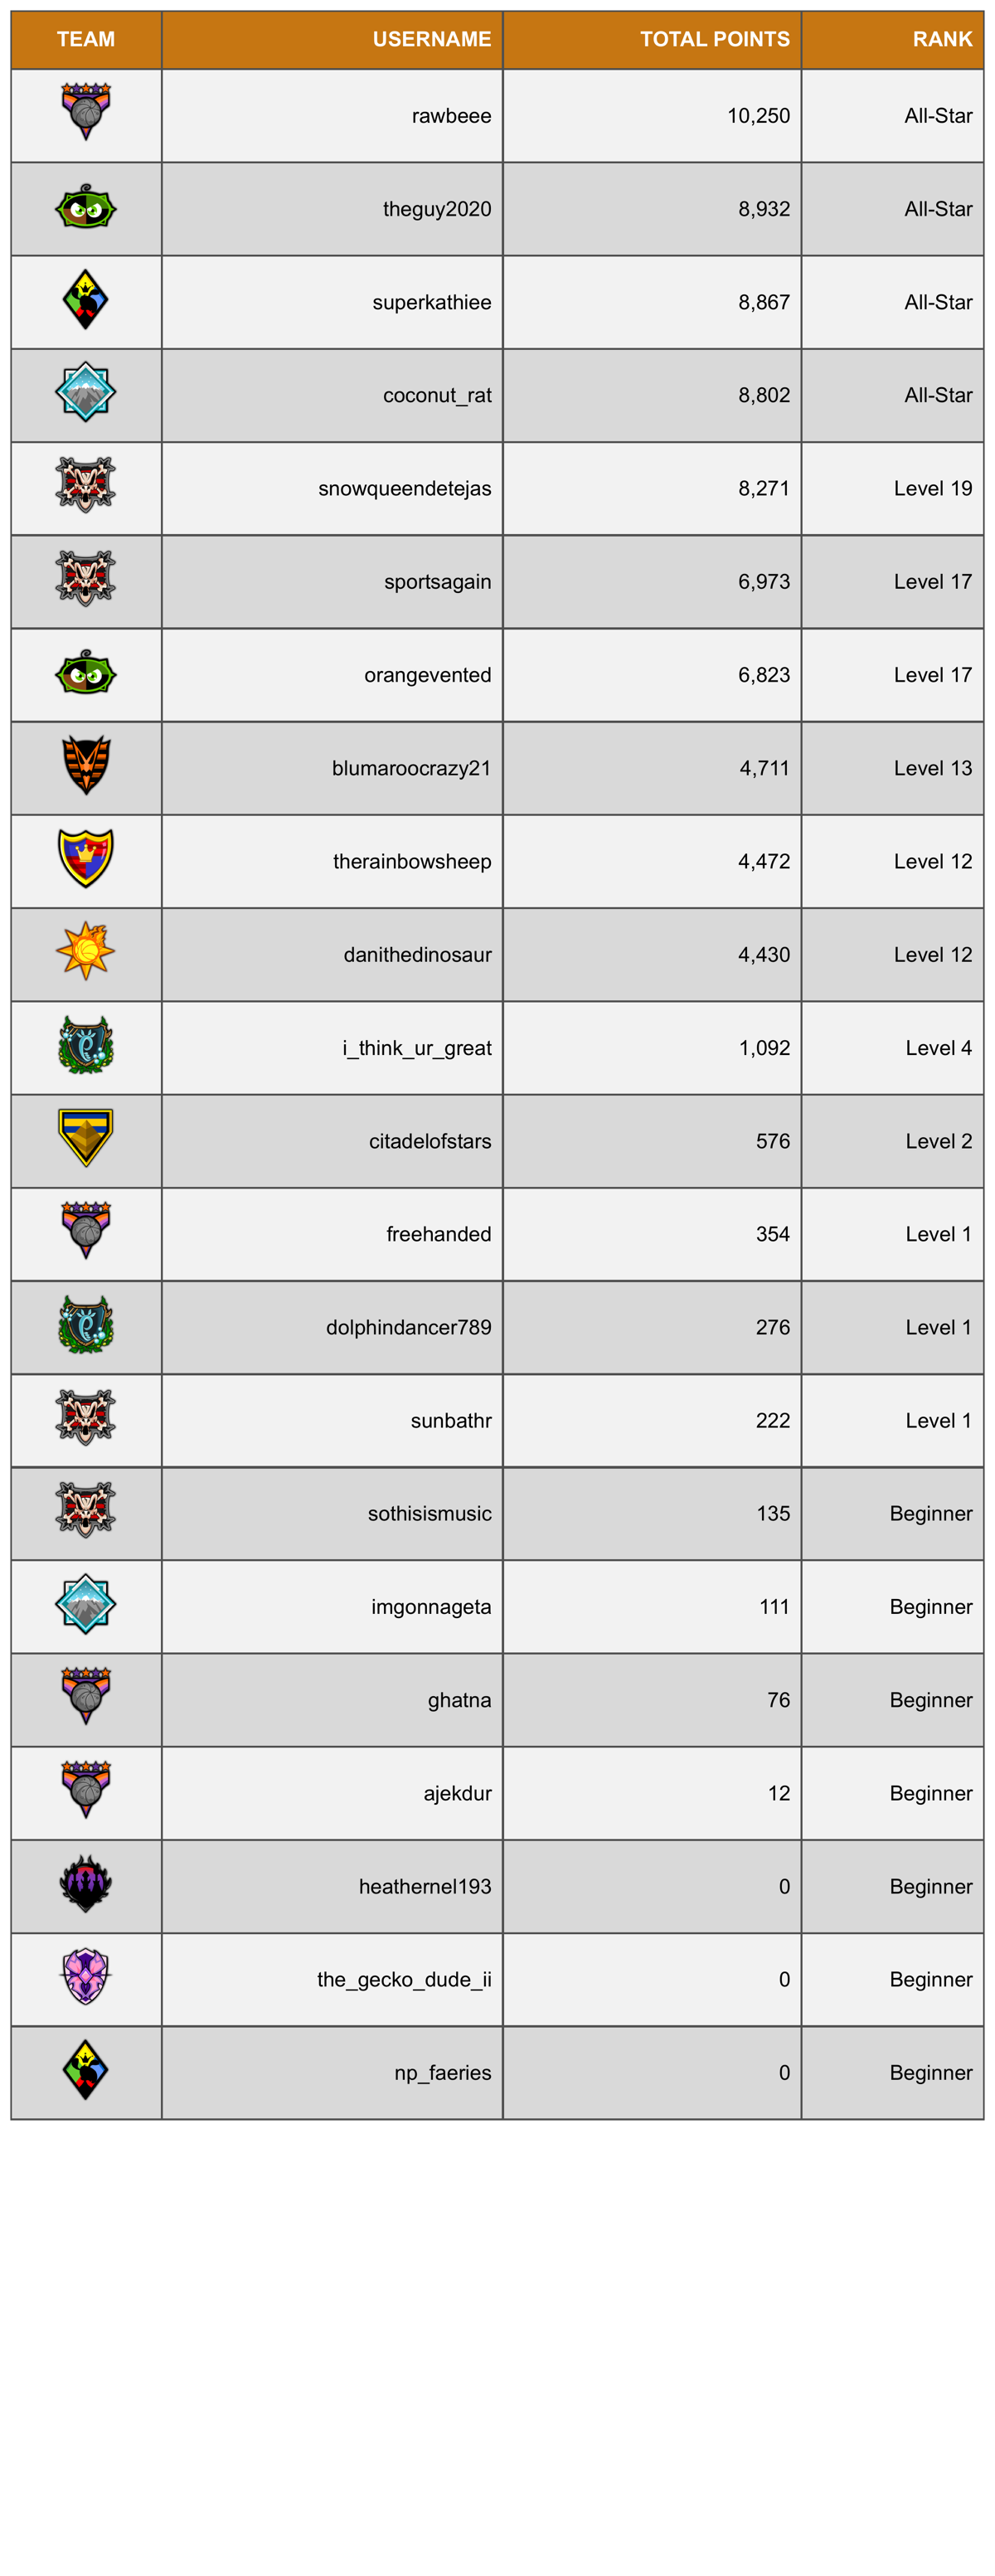 TEAM USERNAME TOTAL POINTS RANK
rawbeee 10,250 All-Star
theguy2020 8,932 All-Star
superkathiee 8,867 All-Star
coconut_rat 8,802 All-Star
snowqueendetejas 8,271 Level 19
sportsagain 6,973 Level 17
orangevented 6,823 Level 17
blumaroocrazy21 4,711 Level 13
therainbowsheep 4,472 Level 12
danithedinosaur 4,430 Level 12
i_think_ur_great 1,092 Level 4
citadelofstars 576 Level 2
freehanded 354 Level 1
dolphindancer789 276 Level 1
sunbathr 222 Level 1
sothisismusic 135 Beginner
imgonnageta 111 Beginner
ghatna 76 Beginner
ajekdur 12 Beginner
heathernel193 0 Beginner
the_gecko_dude_ii 0 Beginner
np_faeries 0 Beginner